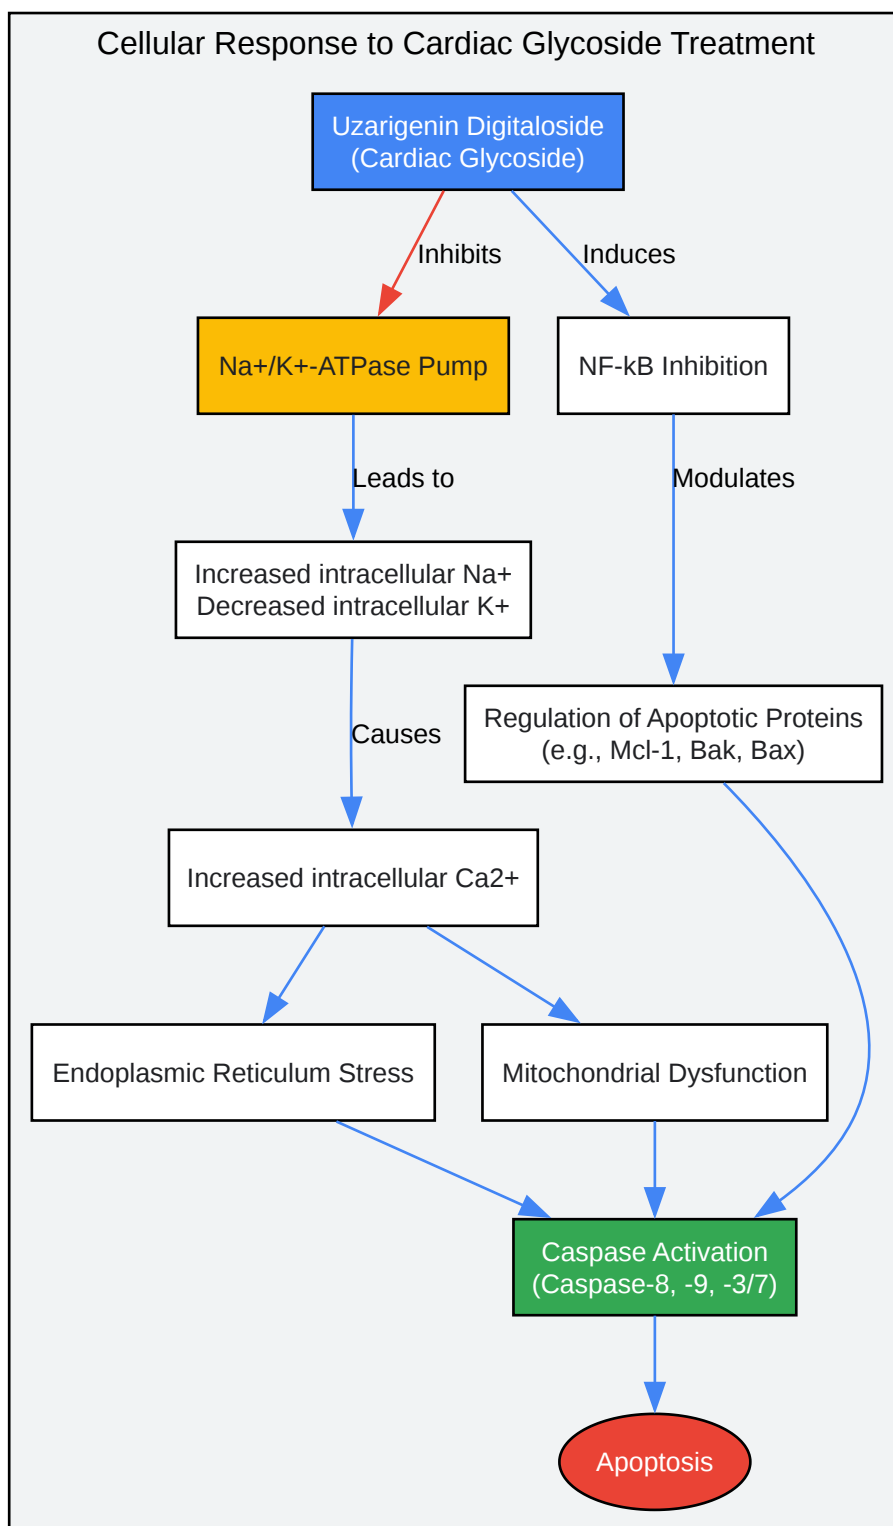 Cellular Response to Cardiac Glycoside Treatment
Uzarigenin Digitaloside
(Cardiac Glycoside)
Inhibits
Induces
Na+/K+-ATPase Pump
NF-kB Inhibition
Leads to
Modulates
Increased intracellular Na+
Decreased intracellular K+
Causes
Regulation of Apoptotic Proteins
(e.g., Mcl-1, Bak, Bax)
Increased intracellular Ca2+
Endoplasmic Reticulum Stress
Mitochondrial Dysfunction
Caspase Activation
(Caspase-8, -9, -3/7)
Apoptosis